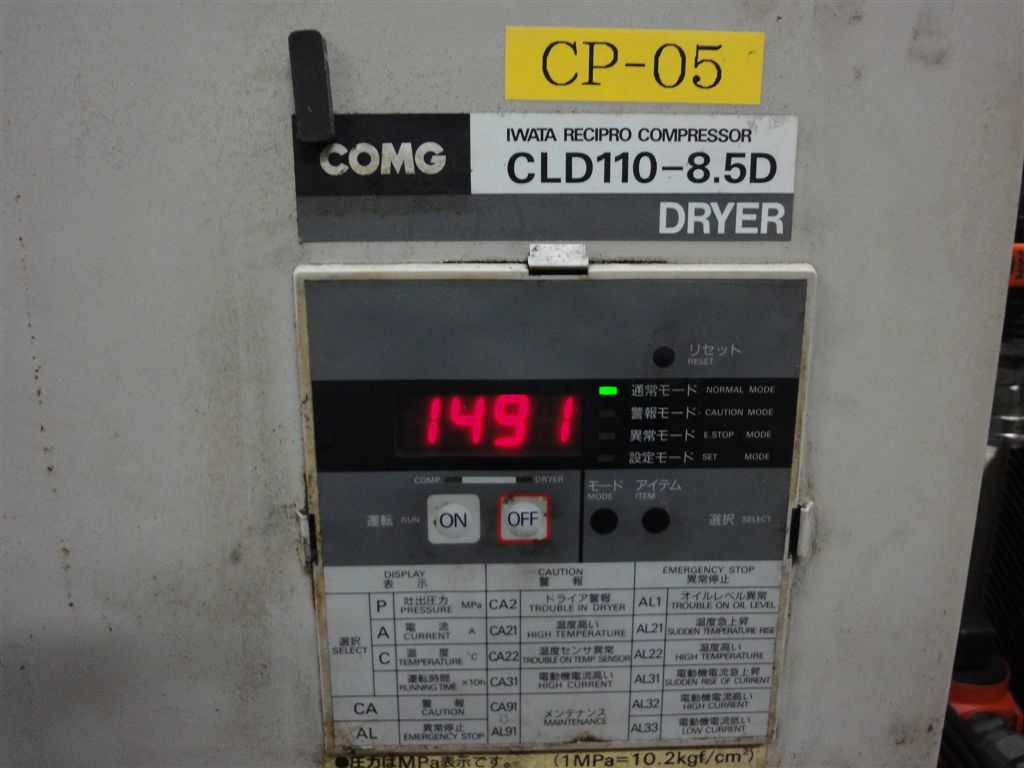 CP-05
COMG
IWATA RECIPRO COMPRESSOR
CLD110-8.5D
DRYER
リセット
RESET
1491
通常モード NORMAL MODE
警報モード・CAUTION MODE
異常モード E.STOP MODE
設定モード SET MODE
COMP. DRYER
運転 RUN ON OFF
モード
MODE
アイテム
ITEM
選択 SELECT
DISPLAY
表示
CAUTION
警報
EMERGENCY STOP
異常停止
選択
SELECT
P 吐出圧力 MPa
PRESSURE
CA2 ドライア警報
TROUBLE IN DRYER
AL1 オイルレベル異常
TROUBLE ON OIL LEVEL
A 電流 A
CURRENT
CA21 温度高い
HIGH TEMPERATURE
AL21 温度急上昇
SUDDEN TEMPERATURE RISE
C 温度 °C
TEMPERATURE
CA22 温度センサ異常
TROUBLE ON TEMP. SENSOR
AL22 温度高い
HIGH TEMPERATURE
運転時間 ×10h
RUNNING TIME
CA31 電動機電流高い
HIGH CURRENT
AL31 電動機電流急上昇
SUDDEN RISE OF CURRENT
CA 警報
CAUTION
CA91
AL91
メンテナンス
MAINTENANCE
AL32 電動機電流高い
HIGH CURRENT
AL 異常停止
EMERGENCY STOP
AL33 電動機電流低い
LOW CURRENT
●圧力はMPa表示です。 (1MPa=10.2kgf/cm²)